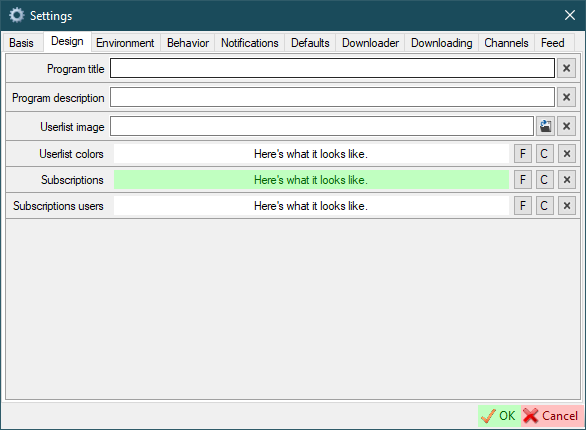 Settings
Basis Design Environment Behavior Notifications Defaults Downloader Downloading Channels Feed
Program title
Program description
Userlist image
Userlist colors Here's what it looks like. F C
Subscriptions Here's what it looks like. F C
Subscriptions users Here's what it looks like. F C
OK Cancel